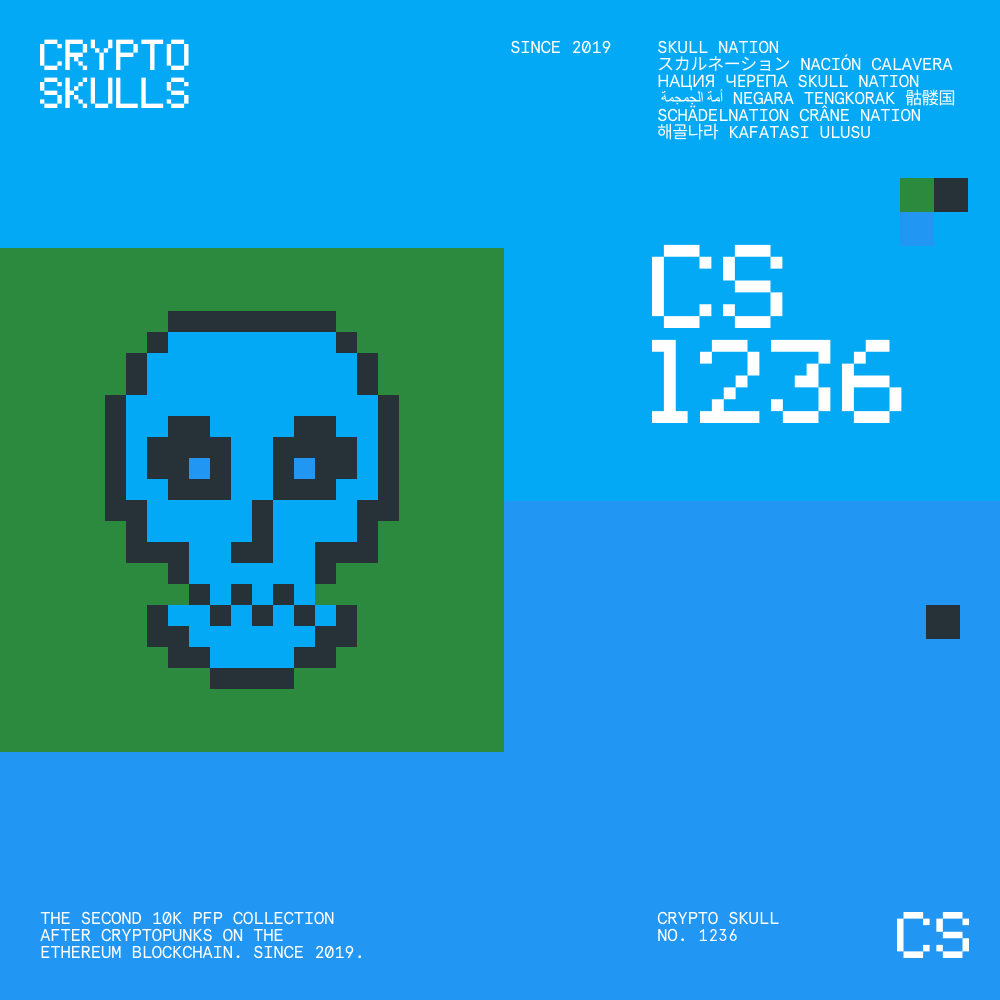 CRYPTO
SKULLS
SINCE 2019
SKULL NATION
スカルネーション NACIÓN CALAVERA
НАЦИЯ ЧЕРЕПА SKULL NATION
أمة الجمجمة NEGARA TENGKORAK 骷髅国
SCHÄDELNATION CRÂNE NATION
해골나라 KAFATASI ULUSU
CS
1236
THE SECOND 10K PFP COLLECTION
AFTER CRYPTOPUNKS ON THE
ETHEREUM BLOCKCHAIN. SINCE 2019.
CRYPTO SKULL
NO. 1236
CS